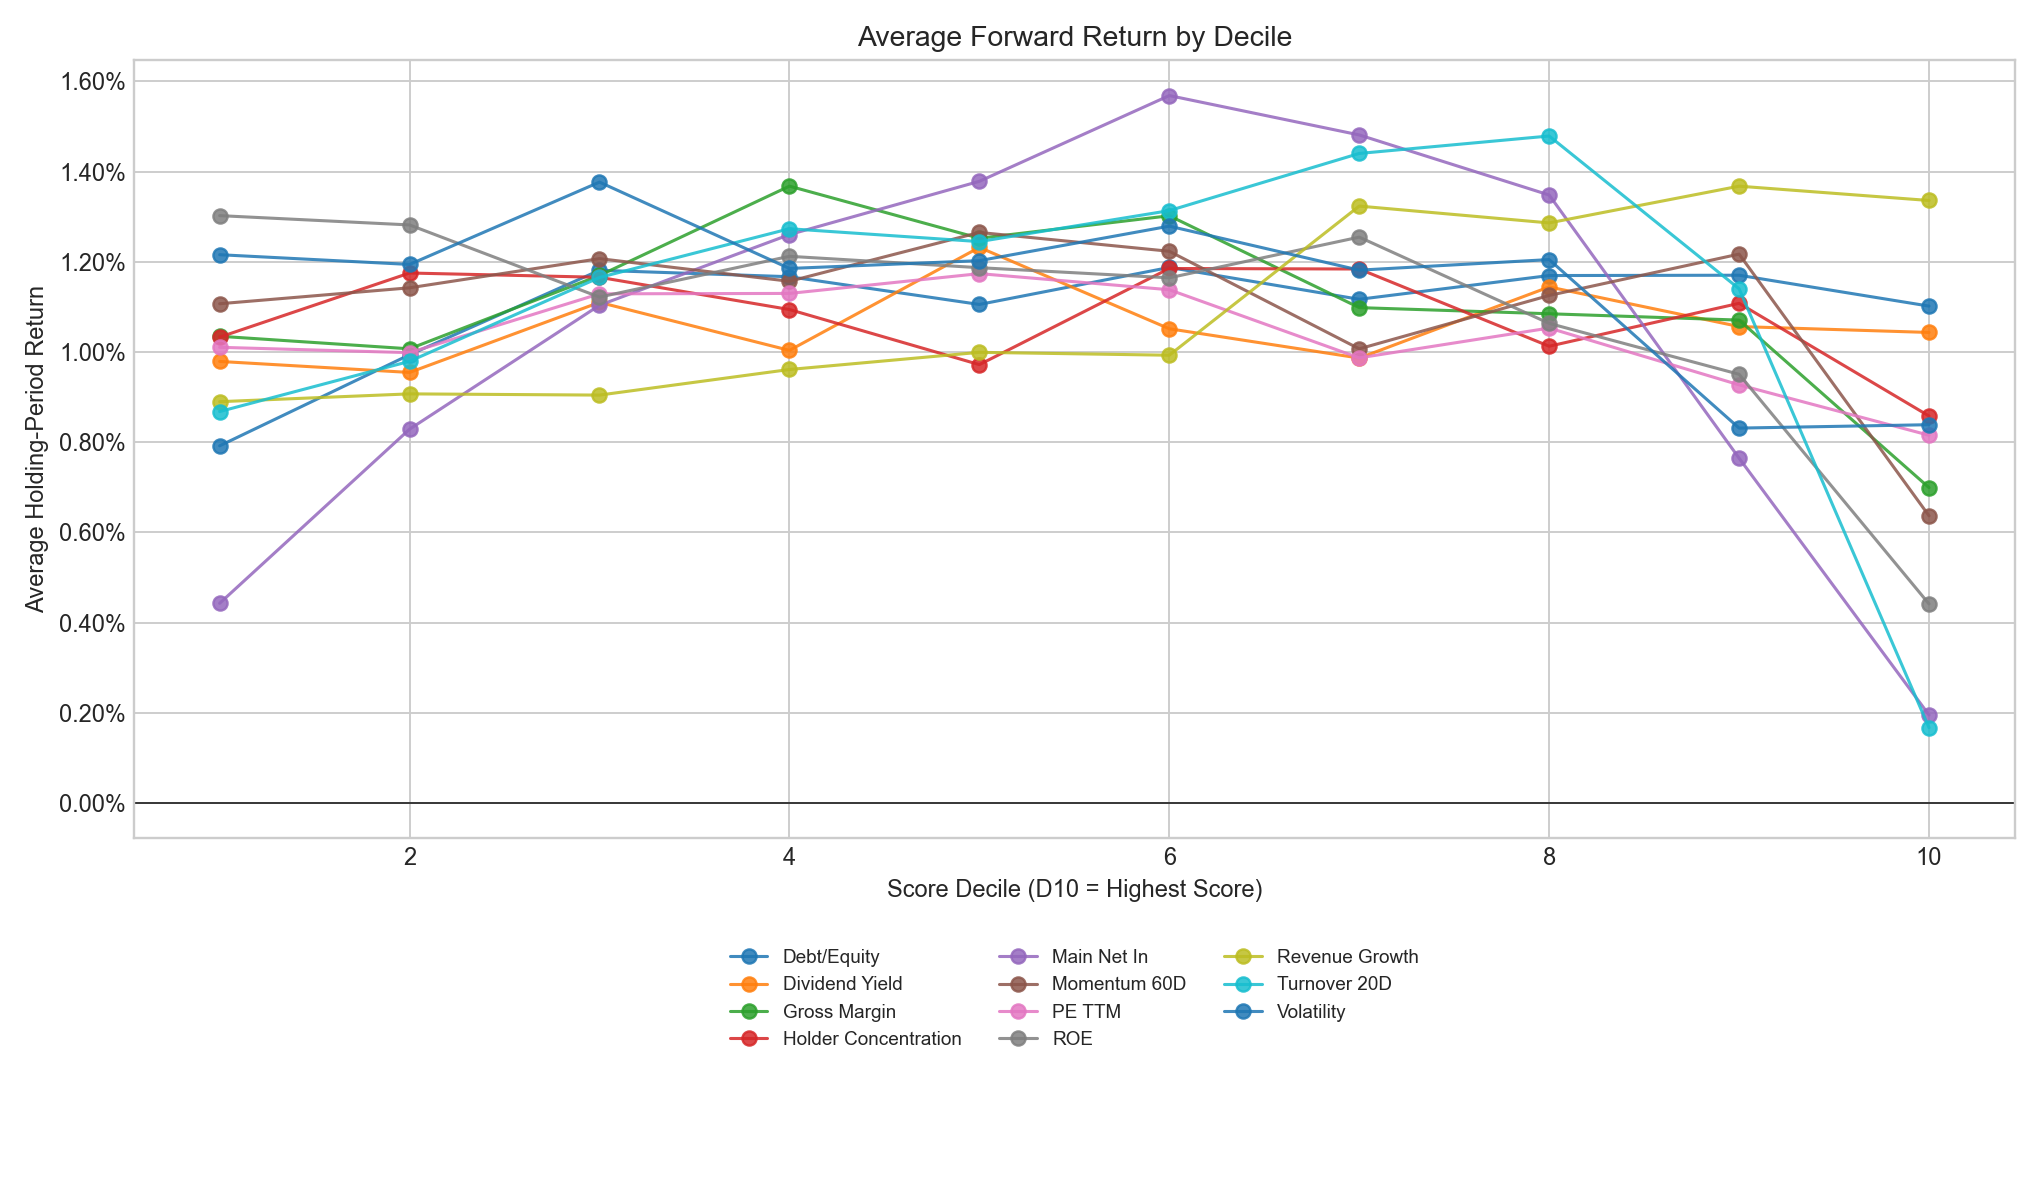 Average Forward Return by Decile
Average Holding-Period Return
1.60%
1.40%
1.20%
1.00%
0.80%
0.60%
0.40%
0.20%
0.00%
2 4 6 8 10
Score Decile (D10 = Highest Score)
Debt/Equity
Dividend Yield
Gross Margin
Holder Concentration
Main Net In
Momentum 60D
PE TTM
ROE
Revenue Growth
Turnover 20D
Volatility